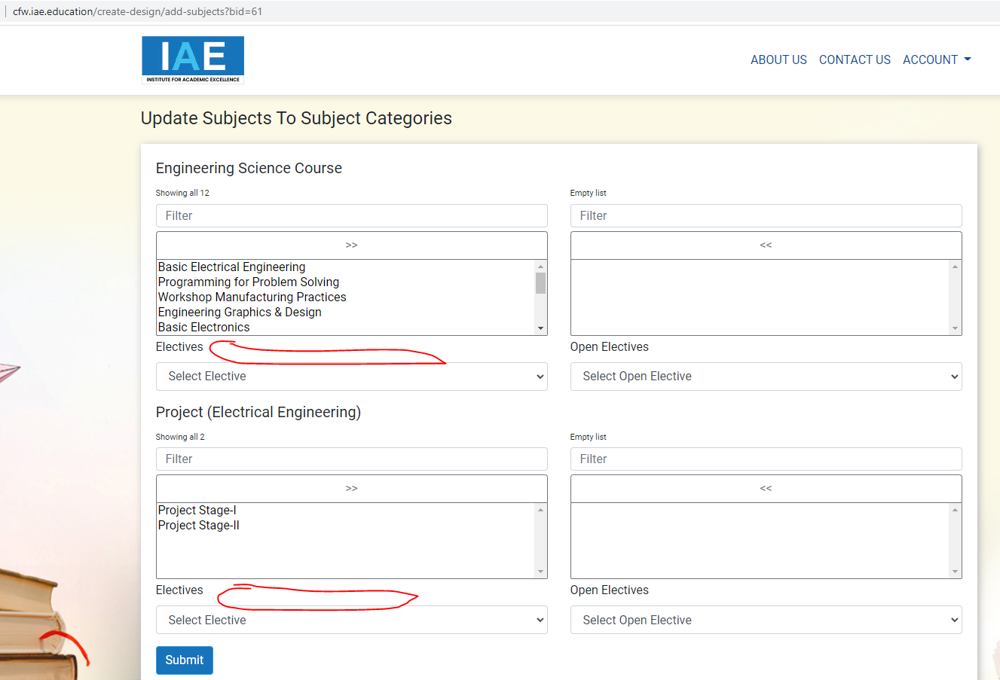 cfw.iae.education/create-design/add-subjects?bid=61
IAE
INSTITUTE FOR ACADEMIC EXCELLENCE
ABOUT US CONTACT US ACCOUNT
Update Subjects To Subject Categories
Engineering Science Course
Showing all 12
Empty list
Filter
Filter
>>
<<
Basic Electrical Engineering
Programming for Problem Solving
Workshop Manufacturing Practices
Engineering Graphics & Design
Basic Electronics
Electives
Open Electives
Select Elective
Select Open Elective
Project (Electrical Engineering)
Showing all 2
Empty list
Filter
Filter
>>
<<
Project Stage-I
Project Stage-II
Electives
Open Electives
Select Elective
Select Open Elective
Submit